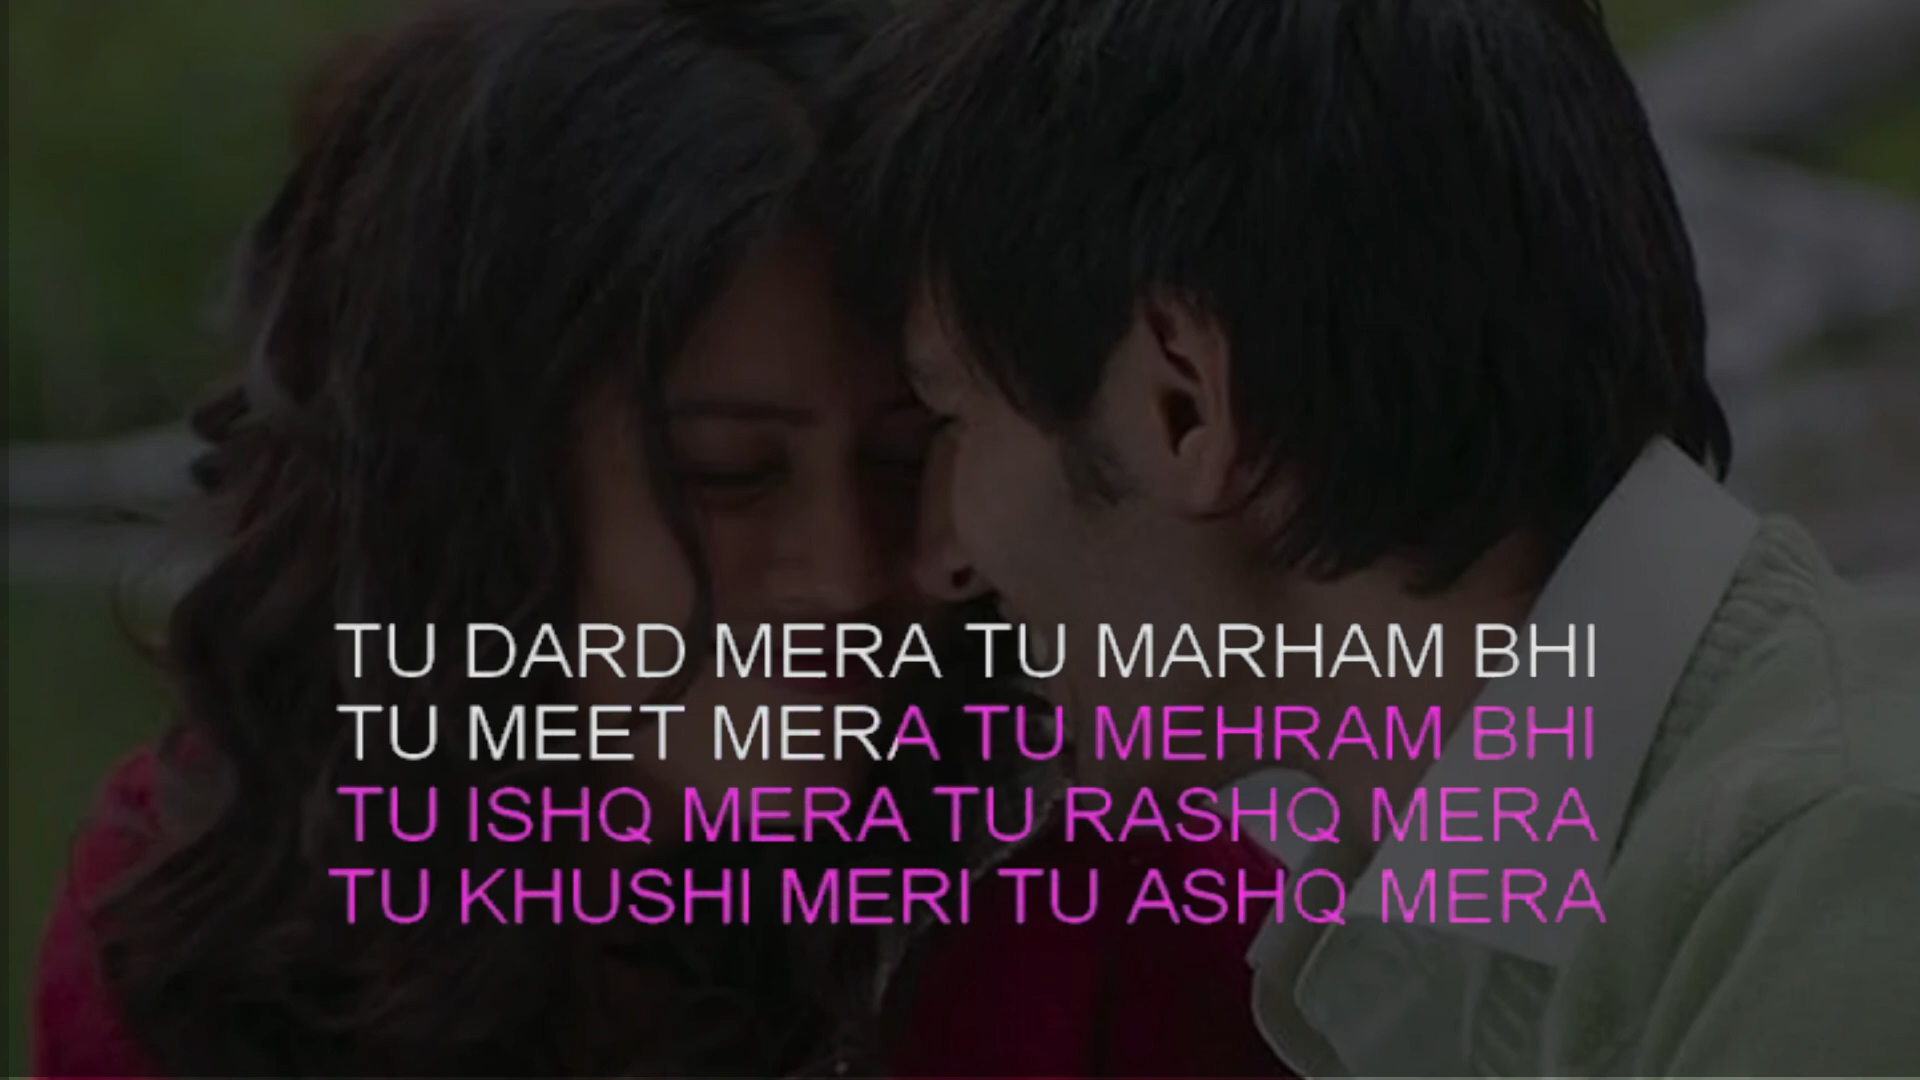 TU DARD MERA TU MARHAM BHI
TU MEET MERA TU MEHRAM BHI
TU ISHQ MERA TU RASHQ MERA
TU KHUSHI MERI TU ASHQ MERA